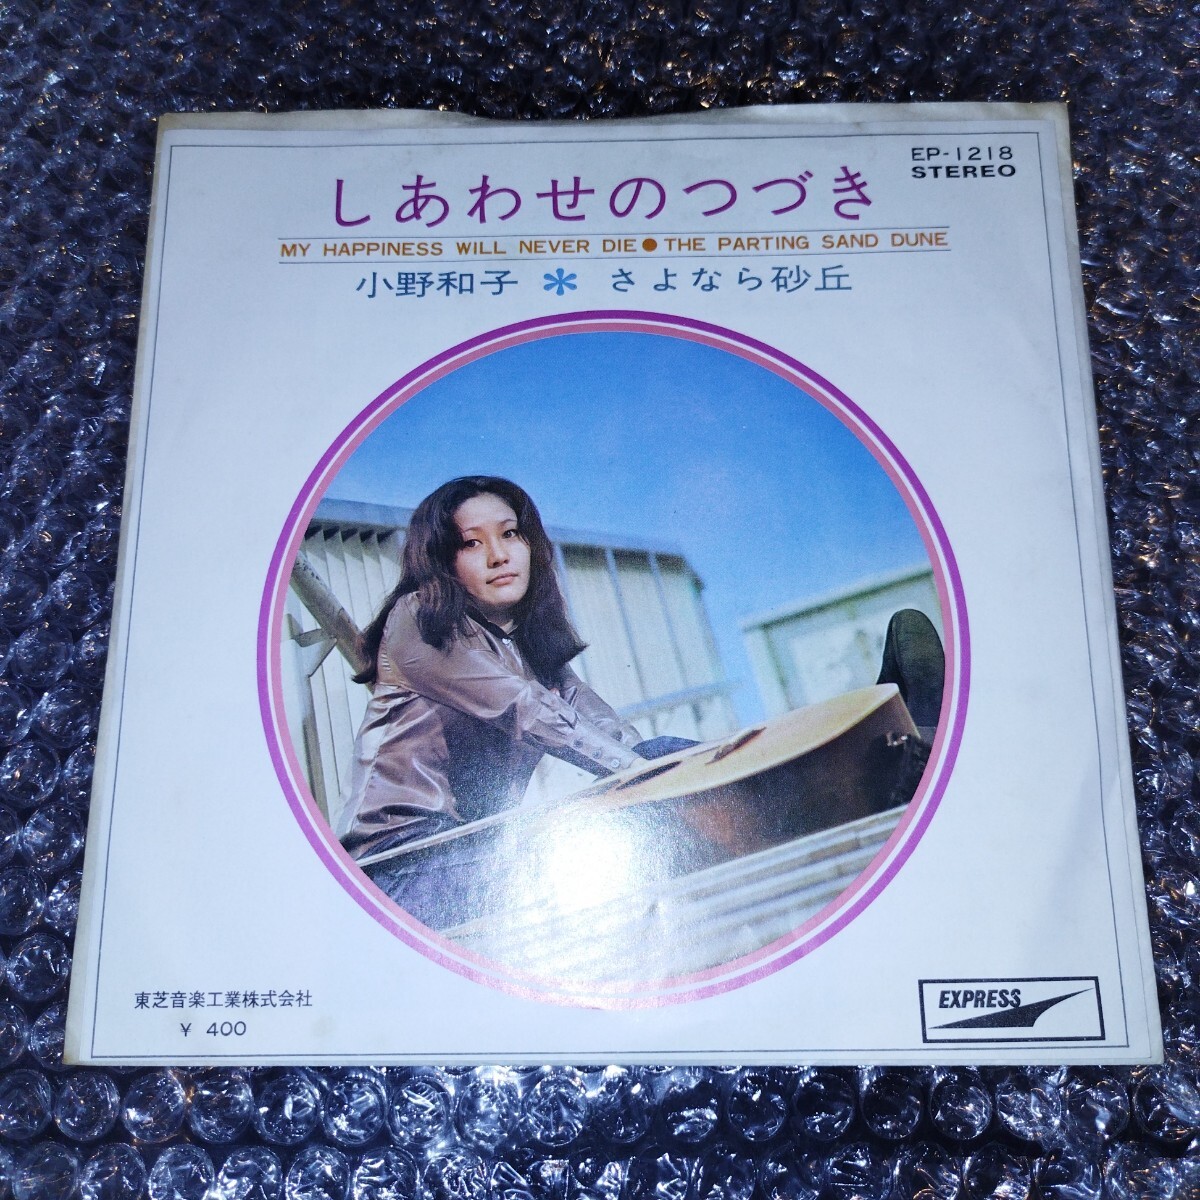 EP-1218
STEREO
しあわせのつづき
MY HAPPINESS WILL NEVER DIE●THE PARTING SAND DUNE
小野和子 * さよなら砂丘
東芝音楽工業株式会社
¥ 400
EXPRESS